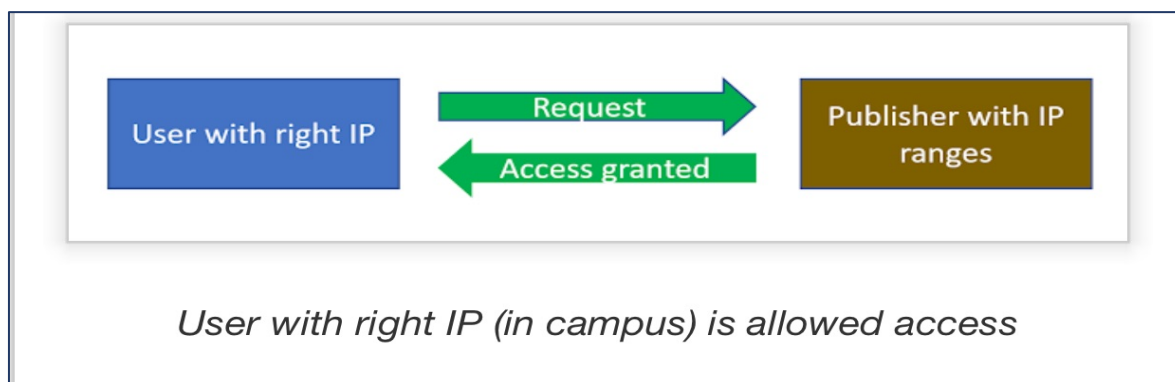 User with right IP
Request
Access granted
Publisher with IP
ranges
User with right IP (in campus) is allowed access